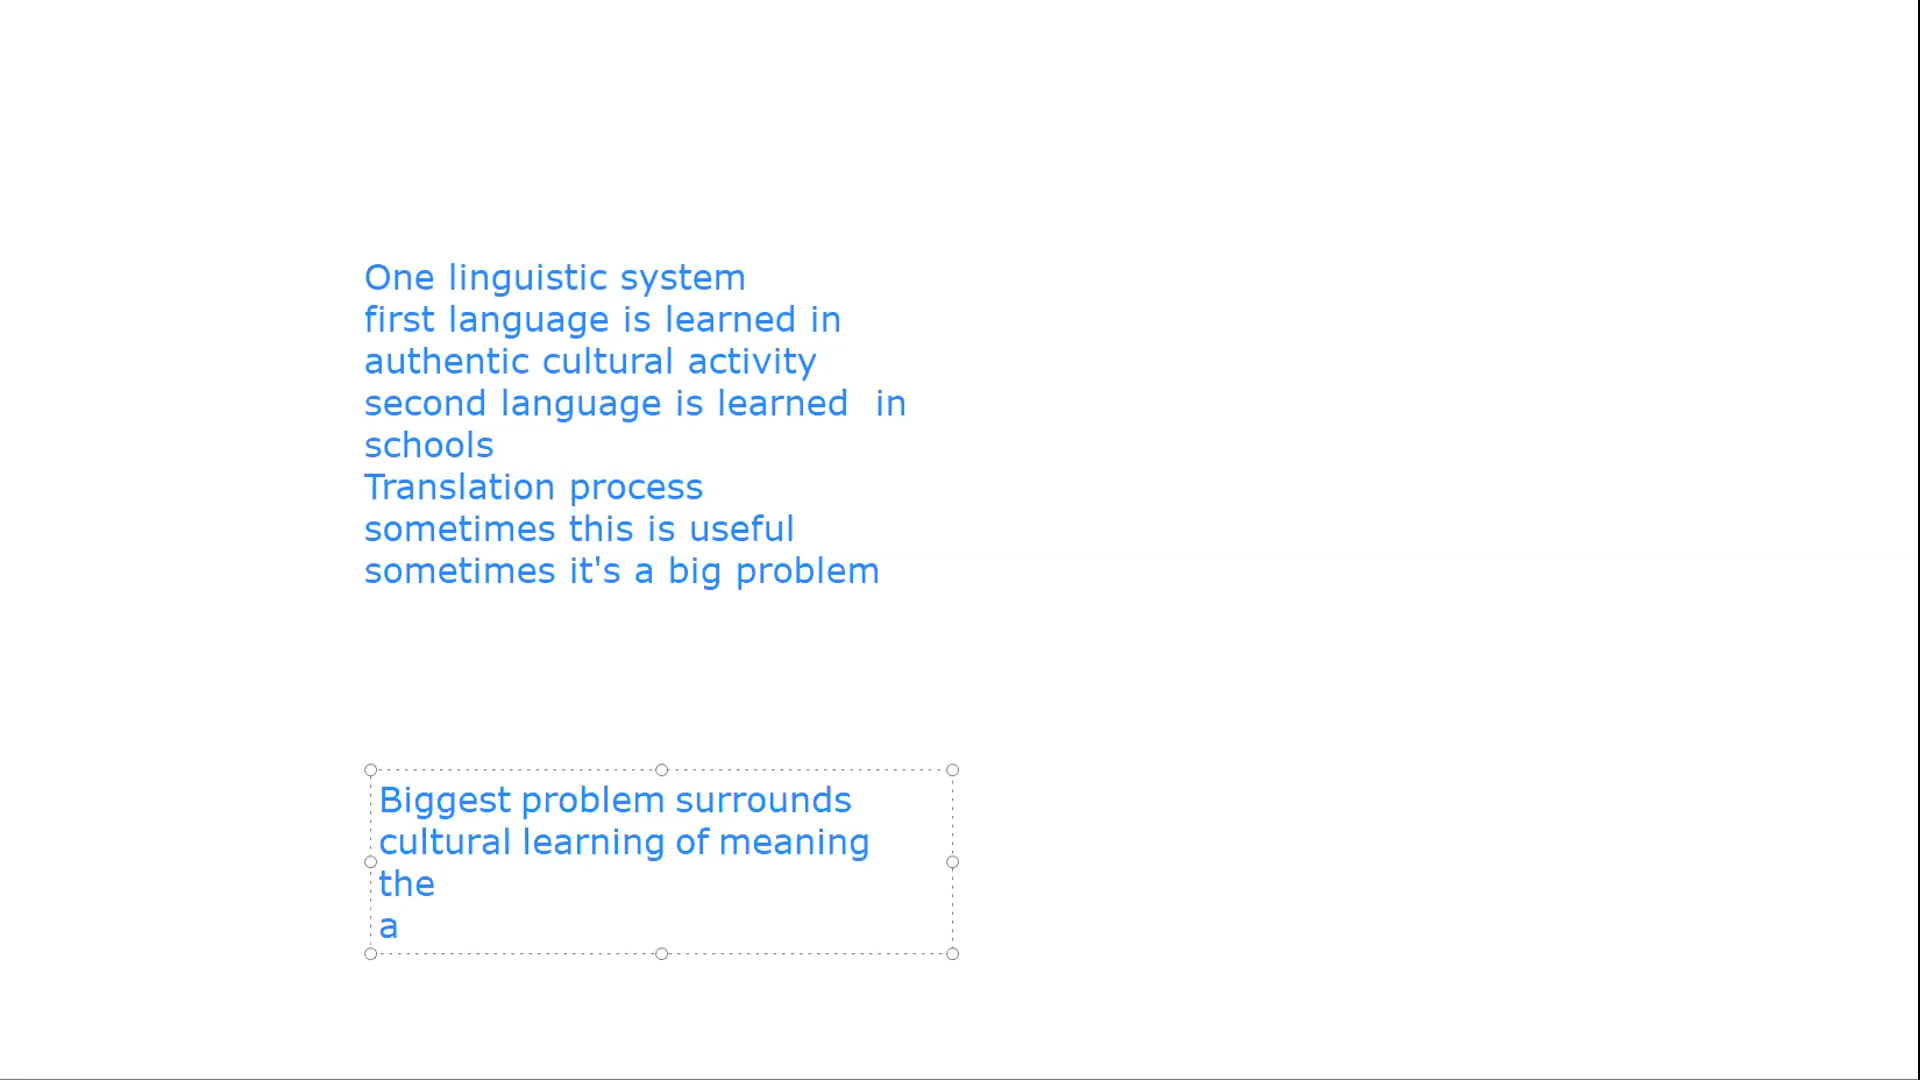 One linguistic system
first language is learned in
authentic cultural activity
second language is learned  in
schools
Translation process
sometimes this is useful
sometimes it's a big problem
Biggest problem surrounds
cultural learning of meaning
the
a